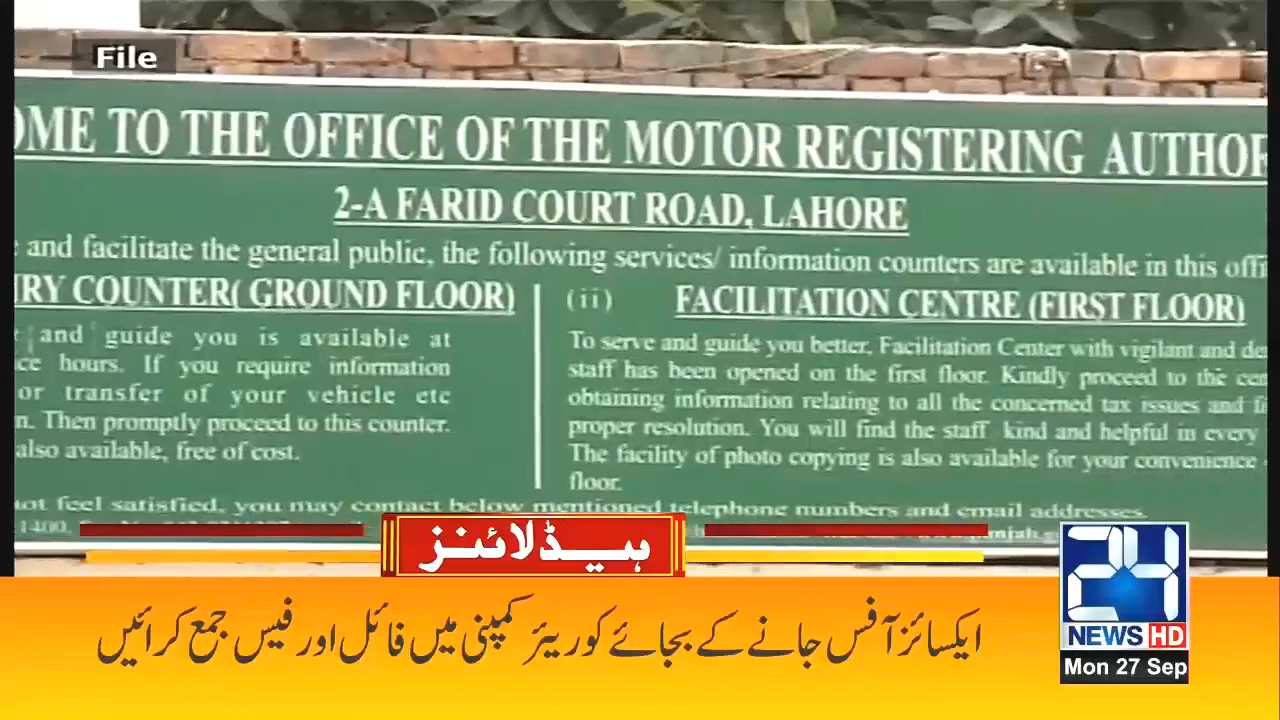 File
OME TO THE OFFICE OF THE MOTOR REGISTERING AUTHOR
2-A FARID COURT ROAD, LAHORE
e and facilitate the general public, the following services/ information counters are available in this offi
RY COUNTER( GROUND FLOOR)
and guide you is available at
ce hours. If you require information
or transfer of your vehicle etc
n. Then promptly proceed to this counter.
also available, free of cost.
(ii) FACILITATION CENTRE (FIRST FLOOR)
To serve and guide you better, Facilitation Center with vigilant and de
staff has been opened on the first floor. Kindly proceed to the cen
obtaining information relating to all the concerned tax issues and fi
proper resolution. You will find the staff kind and helpful in every
The facility of photo copying is also available for your convenience
floor.
not feel satisfied, you may contact below mentioned telephone numbers and email addresses.
ہیڈلائنز
ایکسائز آفس جانے کے بجائے کوریئر کمپنی میں فائل اور فیس جمع کرائیں
24
NEWS HD
Mon 27 Sep